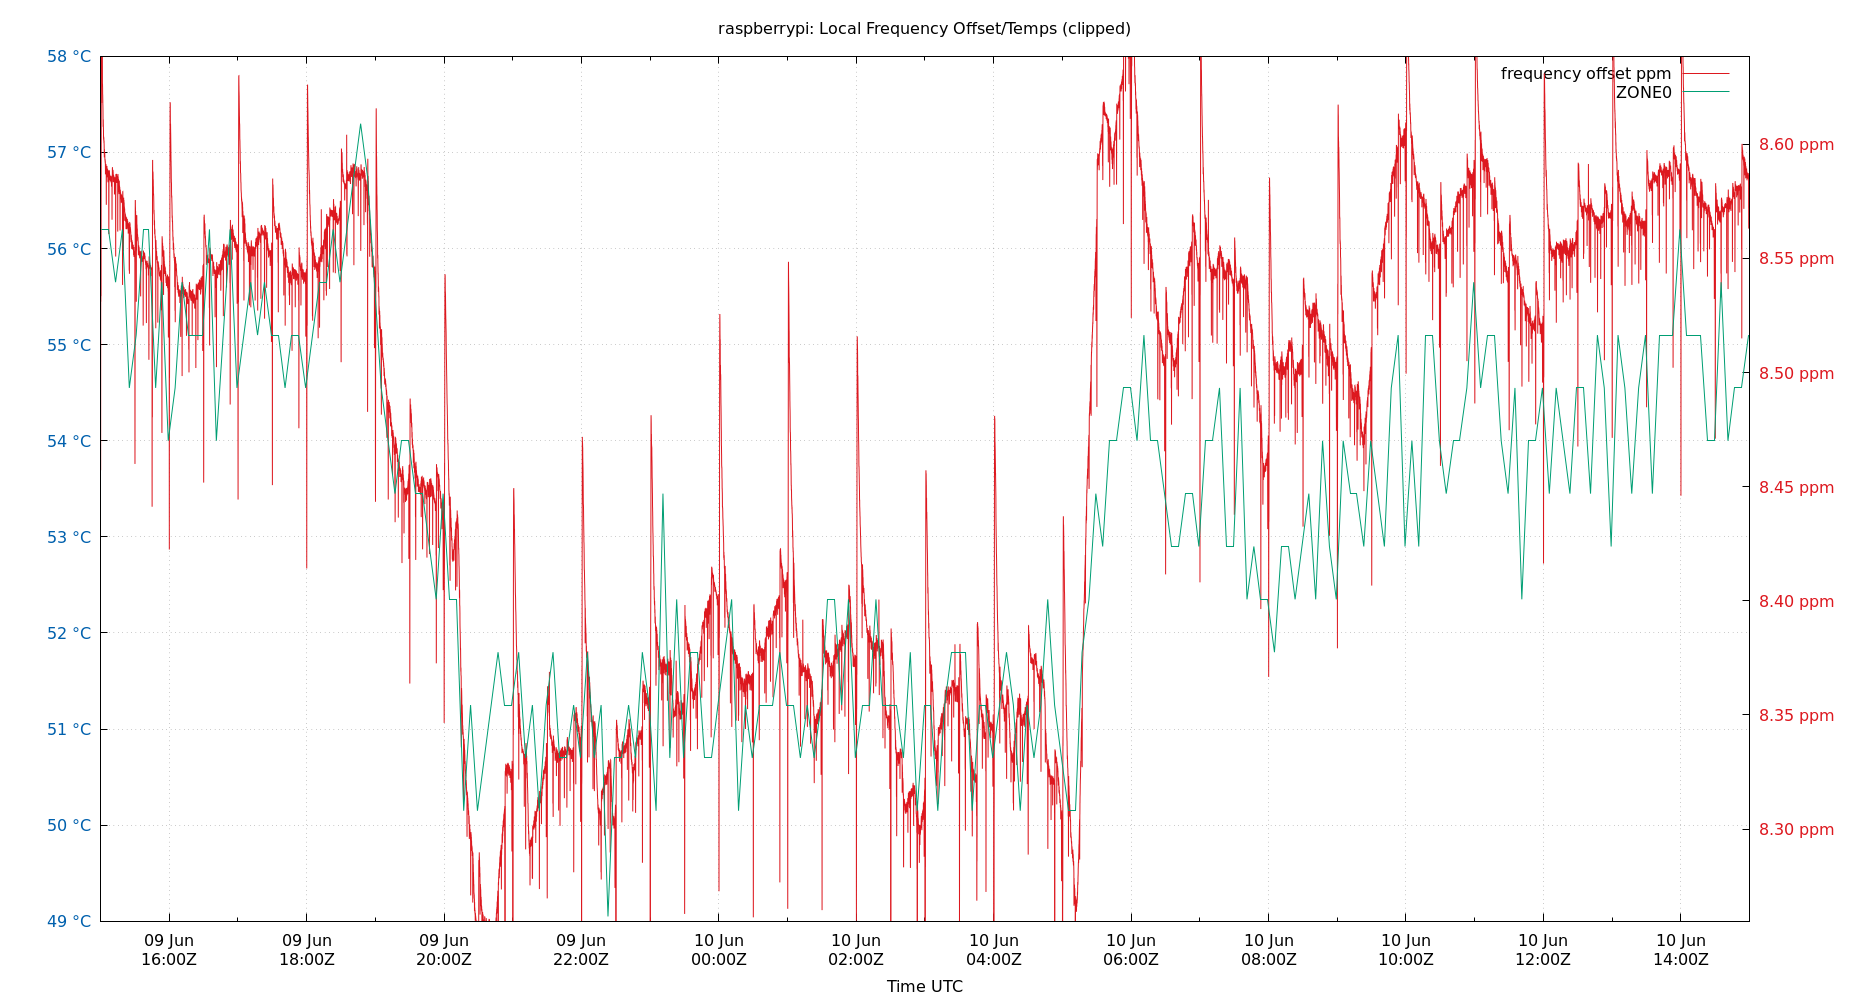 raspberrypi: Local Frequency Offset/Temps (clipped)
58 °C
57 °C
56 °C
55 °C
54 °C
53 °C
52 °C
51 °C
50 °C
49 °C
frequency offset ppm
ZONE0
8.60 ppm
8.55 ppm
8.50 ppm
8.45 ppm
8.40 ppm
8.35 ppm
8.30 ppm
09 Jun 09 Jun 09 Jun 09 Jun 10 Jun 10 Jun 10 Jun 10 Jun 10 Jun 10 Jun 10 Jun 10 Jun
16:00Z 18:00Z 20:00Z 22:00Z 00:00Z 02:00Z 04:00Z 06:00Z 08:00Z 10:00Z 12:00Z 14:00Z
Time UTC